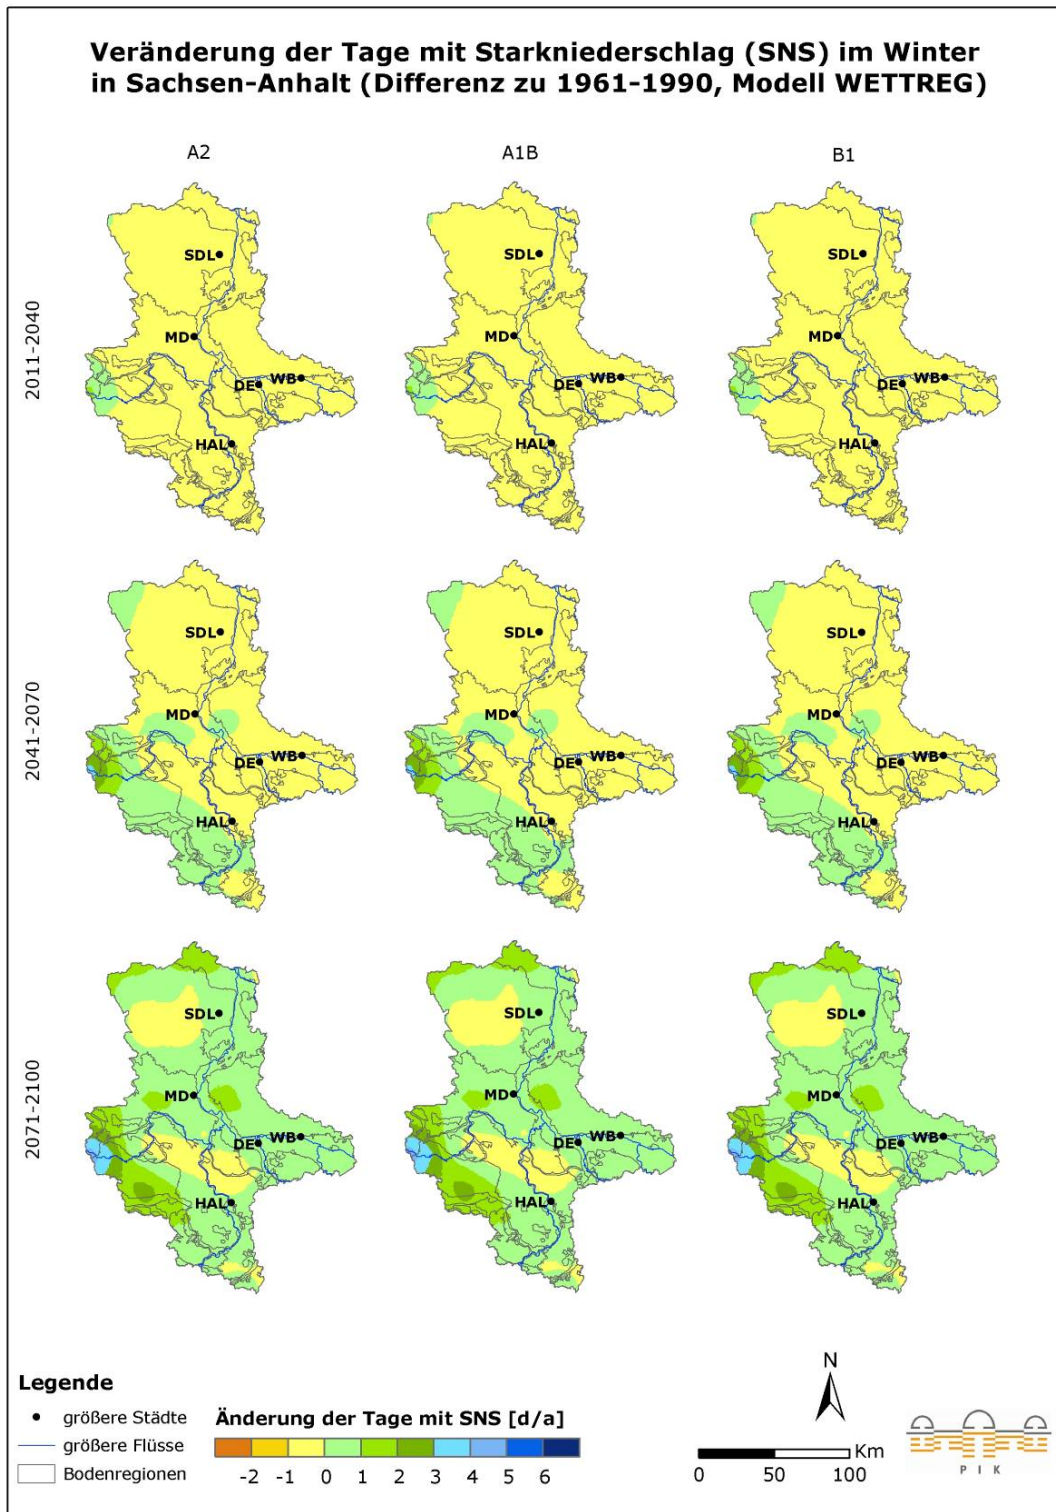 Veränderung der Tage mit Starkniederschlag (SNS) im Winter
in Sachsen-Anhalt (Differenz zu 1961-1990, Modell WETTREG)
A2 A1B B1
2011-2040
SDL SDL SDL
MD MD MD
DE WB DE WB DE WB
HAL HAL HAL
2041-2070
SDL SDL SDL
MD MD MD
DE WB DE WB DE WB
HAL HAL HAL
2071-2100
SDL SDL SDL
MD MD MD
DE WB DE WB DE WB
HAL HAL HAL
Legende
größere Städte
größere Flüsse
Bodenregionen
Änderung der Tage mit SNS [d/a]
-2 -1 0 1 2 3 4 5 6
N
Km
0 50 100
P I K